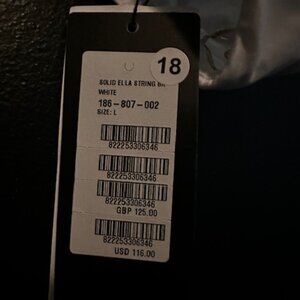 18
SOLID ELLA STRING
WHITE
186-807-002
SIZE: L
822253306346
822253306346
822253306346
GBP 125.00
822253306346
USD 116.00